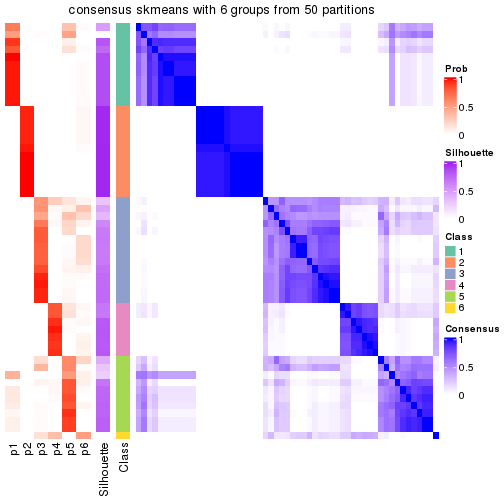 consensus skmeans with 6 groups from 50 partitions
Prob
1
0.5
0
Silhouette
1
0.5
0
Class
1
2
3
4
5
6
Consensus
1
0.5
0
p1
p2
p3
p4
p5
p6
Silhouette
Class